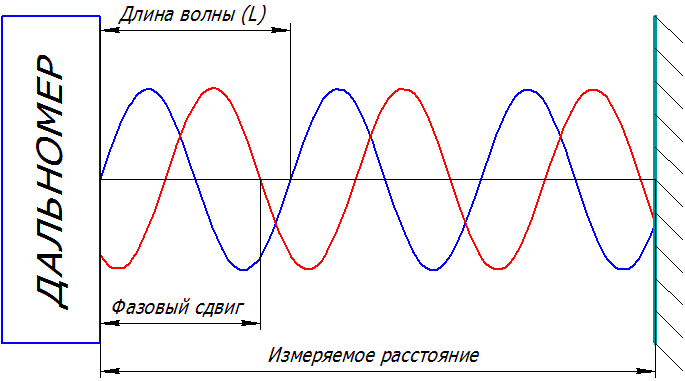 Длина волны (L)
ДАЛЬНОМЕР
Фазовый сдвиг
Измеряемое расстояние